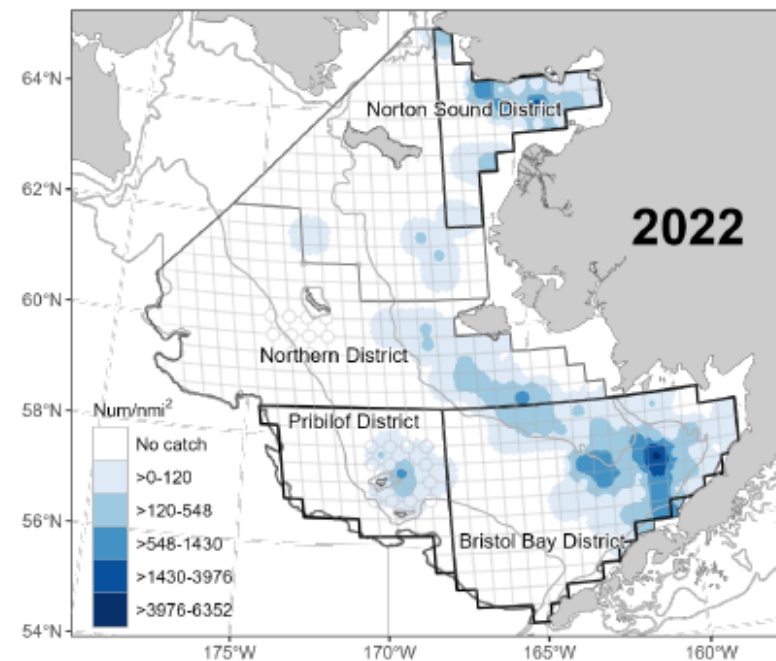 64°N
Norton Sound District
62°N
2022
60°N
Northern District
58°N
Num/nmi²
Pribilof District
No catch
>0-120
>120-548
56°N
>548-1430
Bristol Bay District
>1430-3976
>3976-6352
54°N
175°W
170°W
165°W
160°W